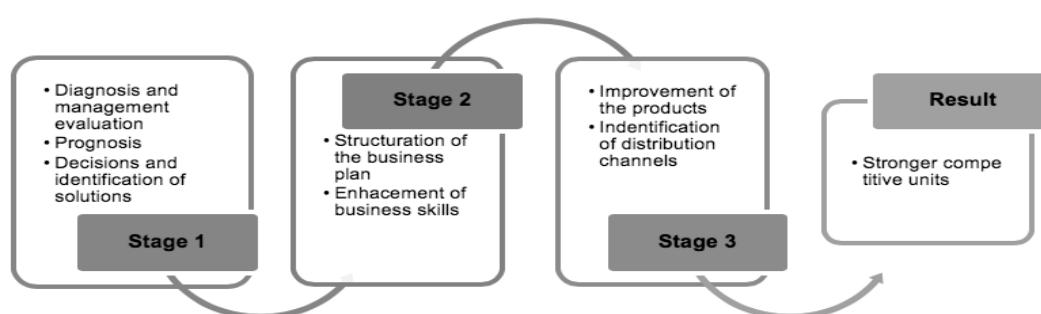 • Diagnosis and
management
evaluation
• Prognosis
• Decisions and
identification of
solutions
Stage 1
Stage 2
• Structuration of
the business
plan
• Enhacement of
business skills
• Improvement of
the products
• Indentification
of distribution
channels
Stage 3
Result
• Stronger compe
titive units